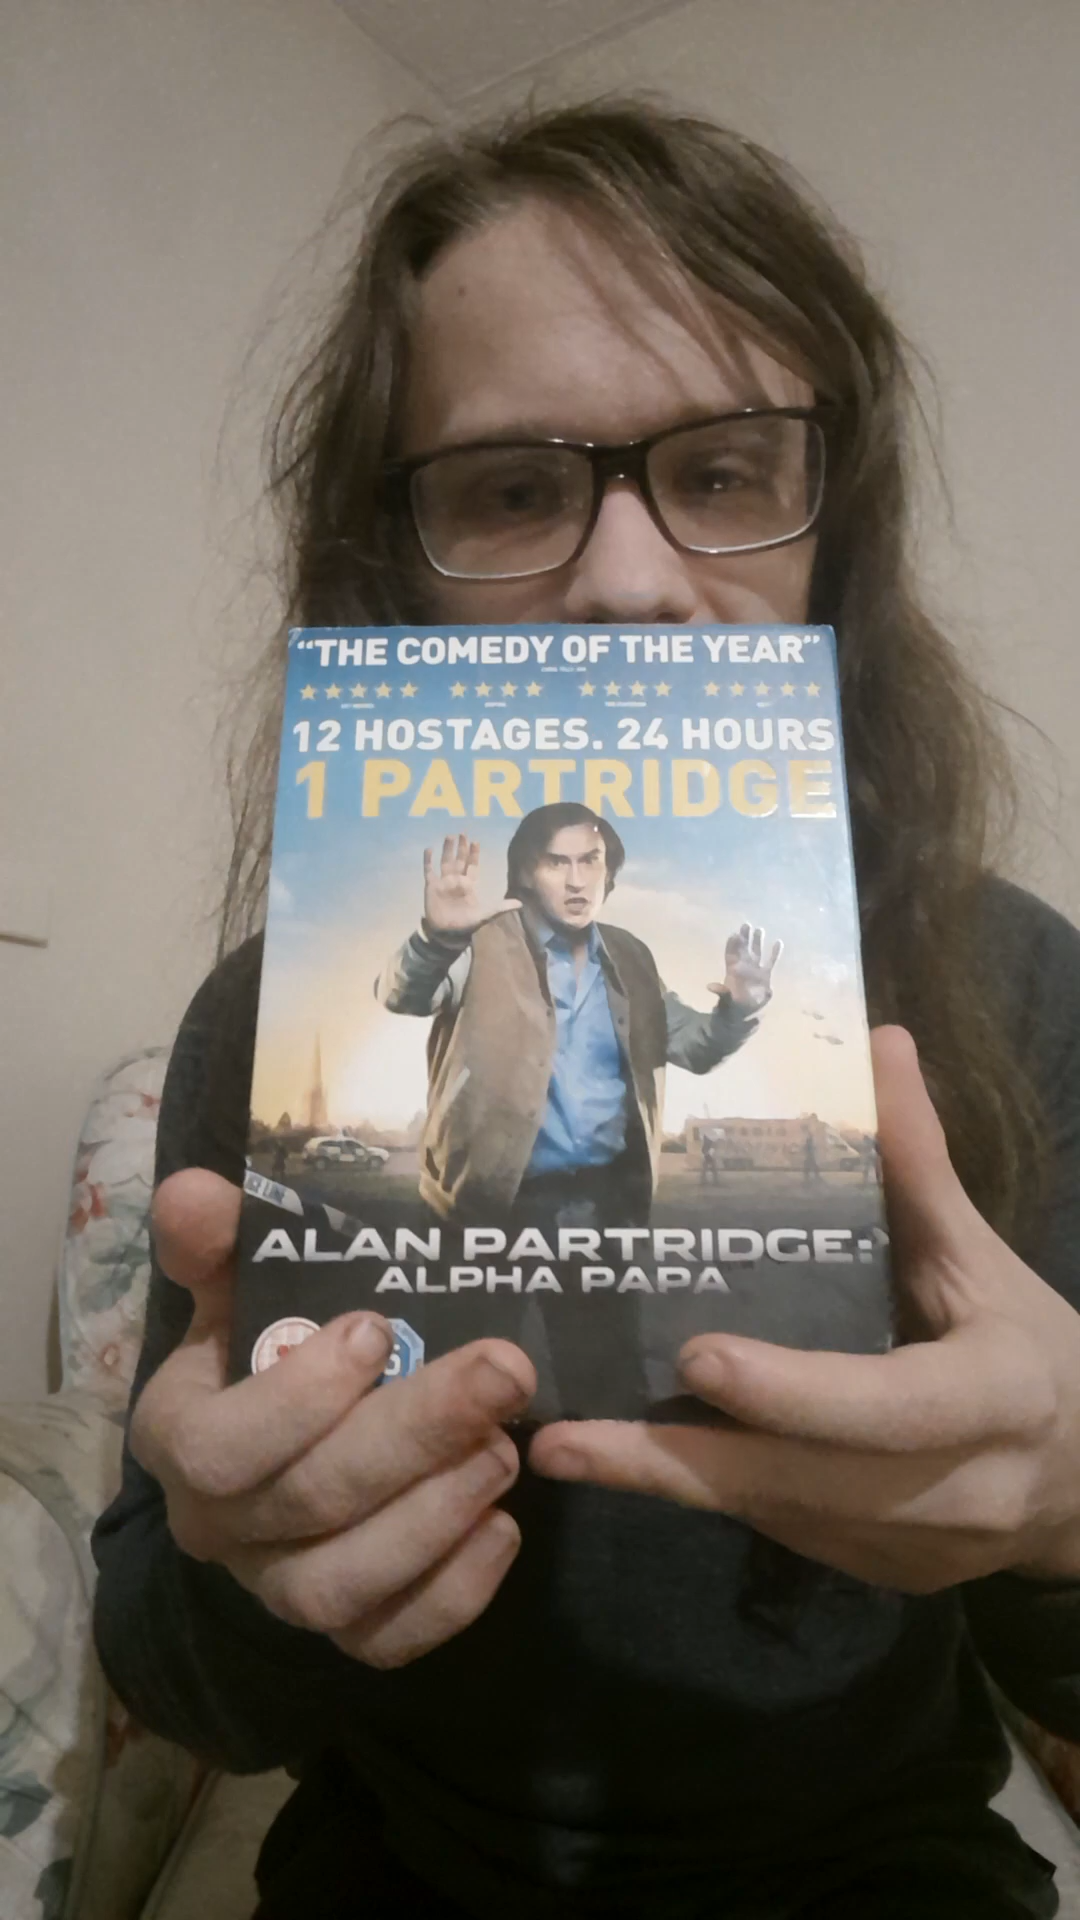 “THE COMEDY OF THE YEAR”
12 HOSTAGES. 24 HOURS
1 PARTRIDGE
ALAN PARTRIDGE:
ALPHA PAPA